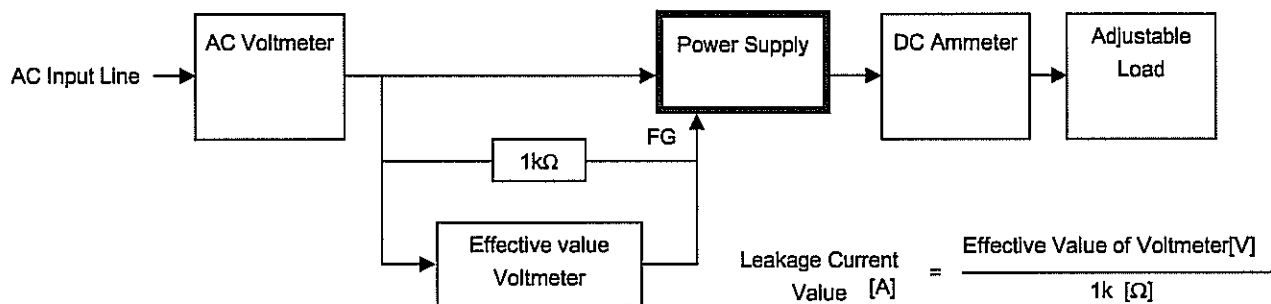 AC Voltmeter
Power Supply
DC Ammeter
Adjustable
Load
AC Input Line
FG
1kΩ
Effective value
Voltmeter
Leakage Current
Value [A]
=
Effective Value of Voltmeter[V]
1k [Ω]